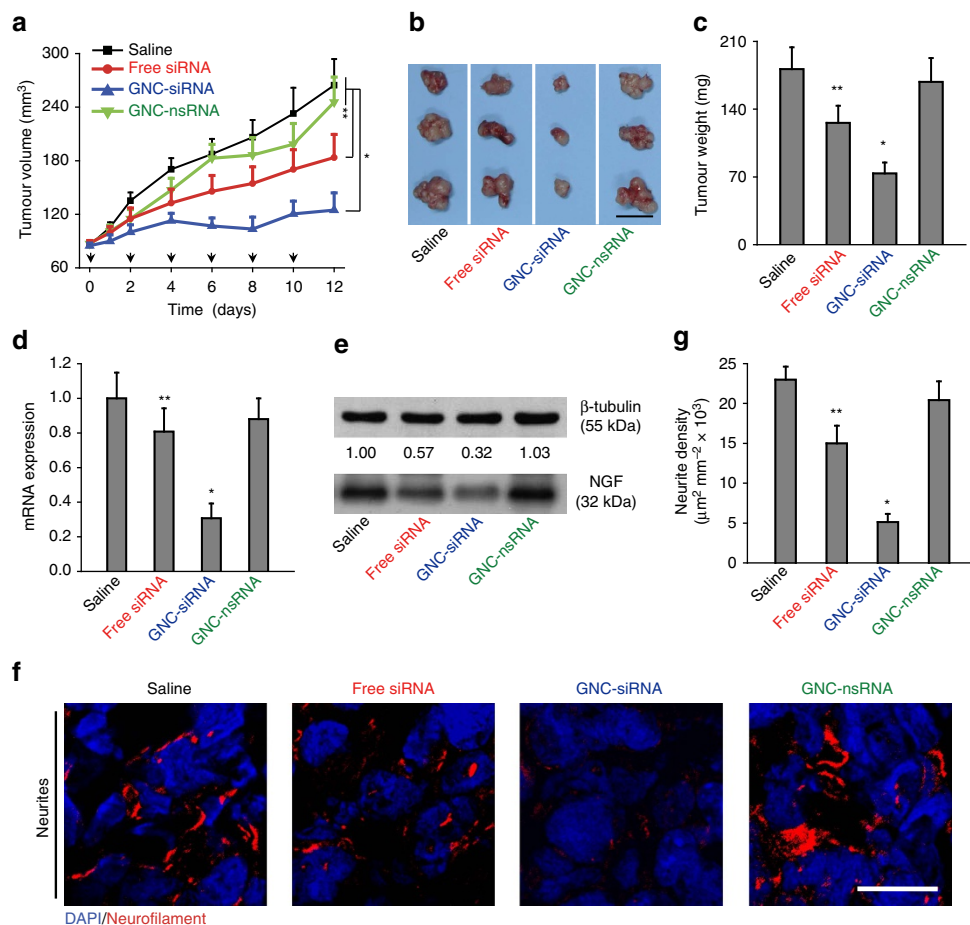 a
Saline
Free siRNA
GNC-siRNA
GNC-nsRNA
Tumour volume (mm³)
300
240
180
120
60
**
*
0 2 4 6 8 10 12
Time (days)
b
Saline
Free siRNA
GNC-siRNA
GNC-nsRNA
c
Tumour weight (mg)
210
140
70
0
**
*
Saline
Free siRNA
GNC-siRNA
GNC-nsRNA
d
mRNA expression
1.2
1.0
0.8
0.6
0.4
0.2
0.0
**
*
Saline
Free siRNA
GNC-siRNA
GNC-nsRNA
e
β-tubulin
(55 kDa)
1.00 0.57 0.32 1.03
NGF
(32 kDa)
Saline
Free siRNA
GNC-siRNA
GNC-nsRNA
g
Neurite density
(μm² mm⁻² × 10³)
25
20
15
10
5
0
**
*
Saline
Free siRNA
GNC-siRNA
GNC-nsRNA
f
Saline Free siRNA GNC-siRNA GNC-nsRNA
Neurites
DAPI/Neurofilament